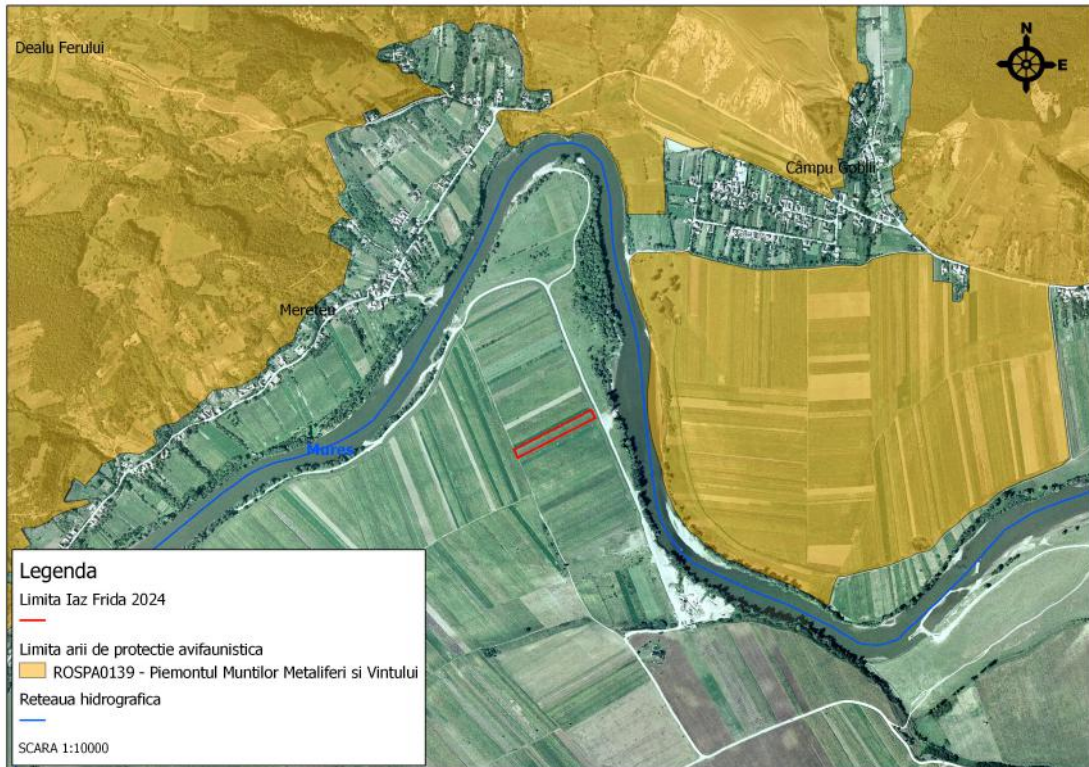 Dealu Ferului
N
E
Câmpu Goblii
Mereteu
Mureș
Legenda
Limita Iaz Frida 2024
Limita arii de protectie avifaunistica
ROSPA0139 - Piemontul Muntilor Metaliferi si Vintului
Reteaua hidrografica
SCARA 1:10000